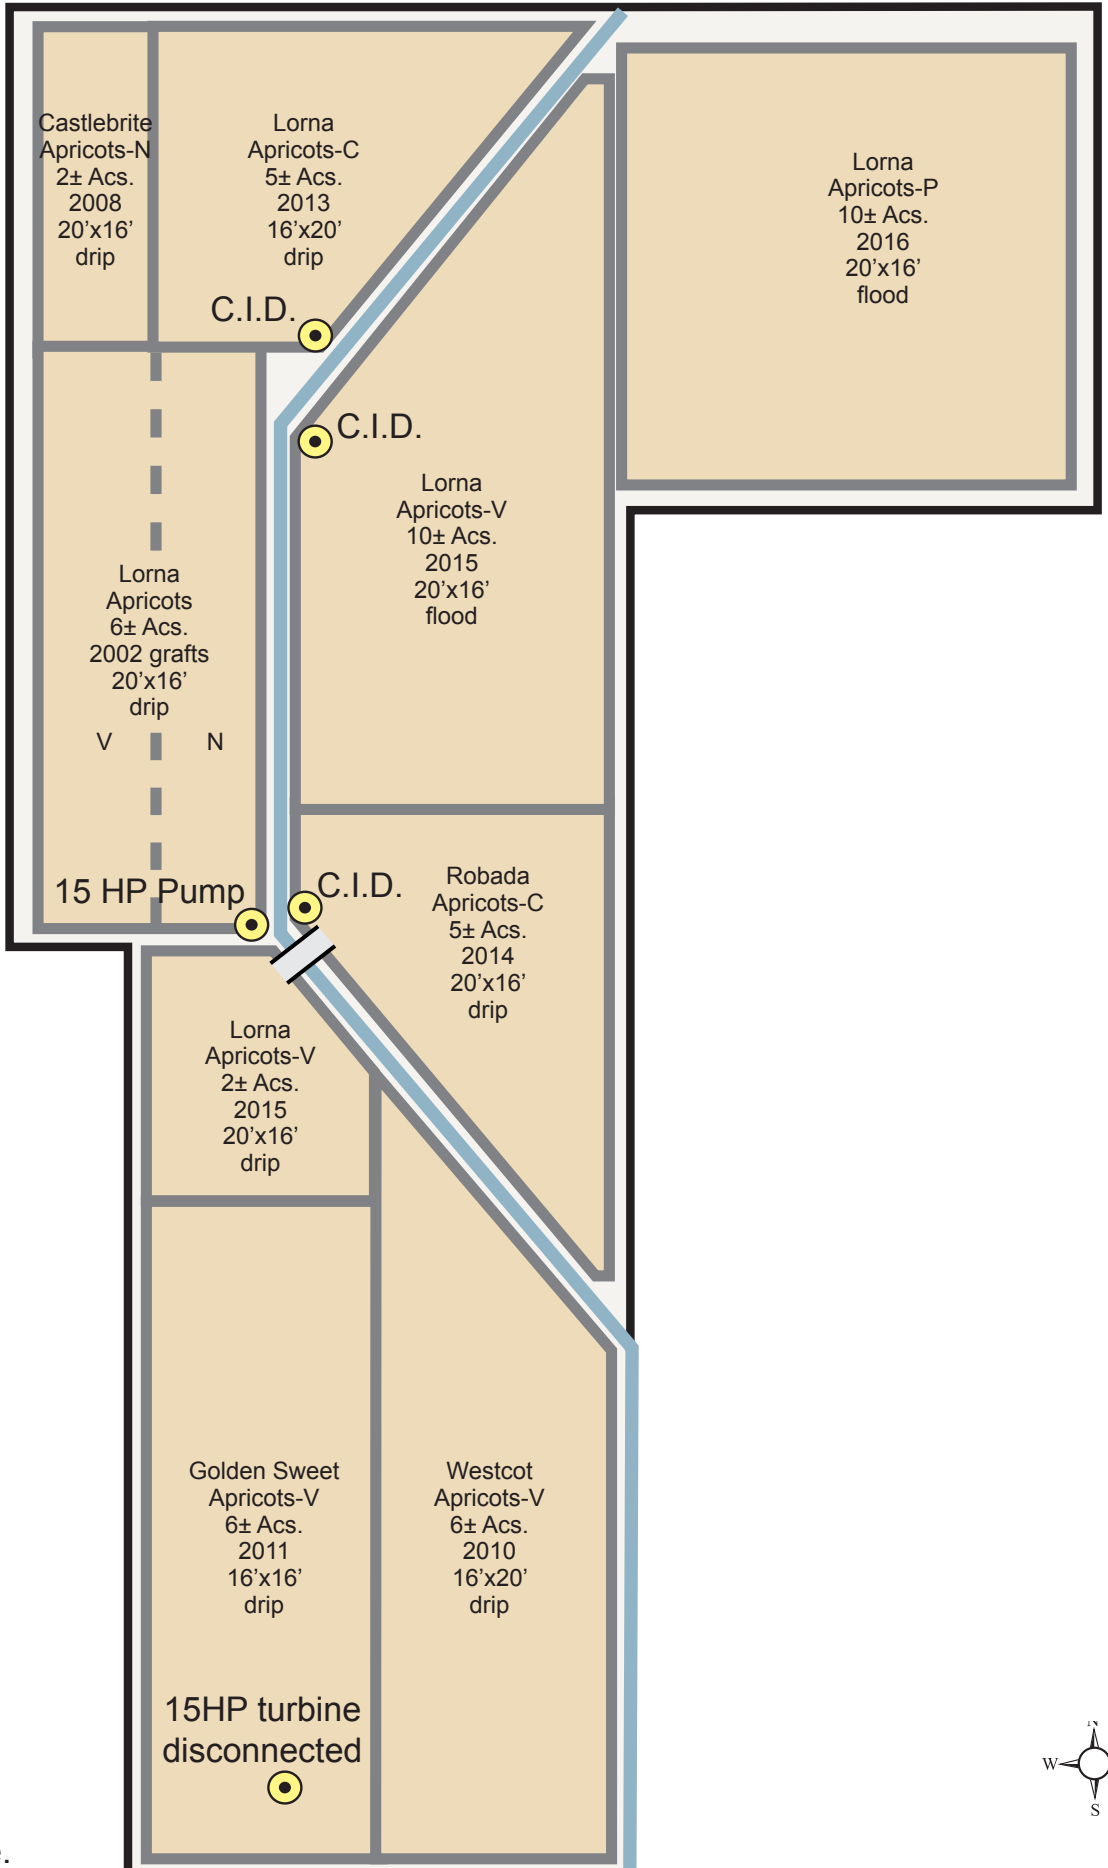 Castlebrite
Apricots-N
2± Acs.
2008
20’x16’
drip
Lorna
Apricots-C
5± Acs.
2013
16’x20’
drip
Lorna
Apricots-P
10± Acs.
2016
20’x16’
flood
C.I.D.
C.I.D.
Lorna
Apricots-V
10± Acs.
2015
20’x16’
flood
Lorna
Apricots
6± Acs.
2002 grafts
20’x16’
drip
V N
15 HP Pump
C.I.D.
Robada
Apricots-C
5± Acs.
2014
20’x16’
drip
Lorna
Apricots-V
2± Acs.
2015
20’x16’
drip
Golden Sweet
Apricots-V
6± Acs.
2011
16’x16’
drip
Westcot
Apricots-V
6± Acs.
2010
16’x20’
drip
15HP turbine
disconnected
N
W
S